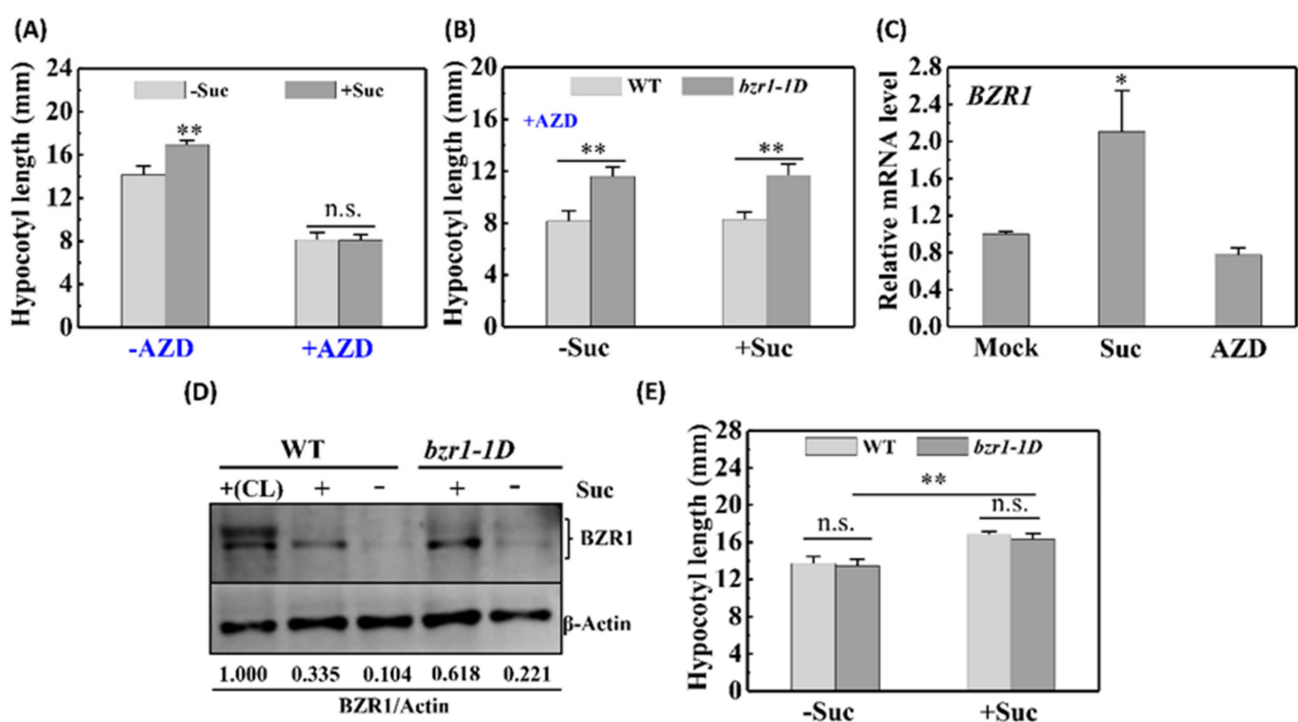 (A)
24
20
16
12
8
4
0
Hypocotyl length (mm)
-Suc +Suc
**
n.s.
-AZD +AZD
(B)
20
16
12
8
4
0
Hypocotyl length (mm)
WT bzr1-1D
+AZD
** **
-Suc +Suc
(C)
2.8
2.4
2.0
1.6
1.2
0.8
0.4
Relative mRNA level
BZR1
*
Mock Suc AZD
(D)
WT bzr1-1D
+(CL) + - + - Suc
BZR1
β-Actin
1.000 0.335 0.104 0.618 0.221
BZR1/Actin
(E)
28
24
20
16
12
8
4
0
Hypocotyl length (mm)
WT bzr1-1D
**
n.s. n.s.
-Suc +Suc